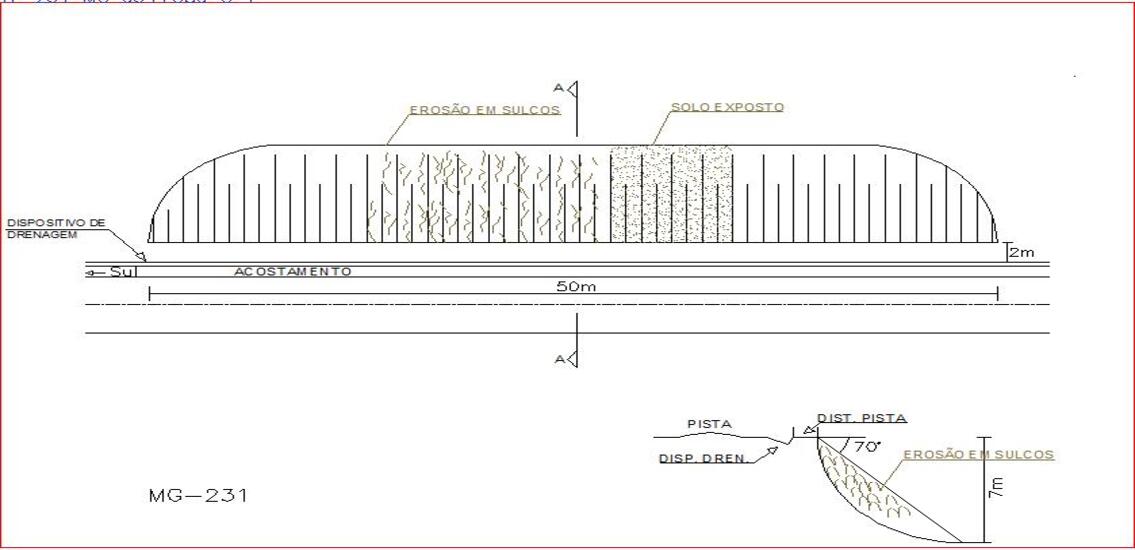 A
EROSÃO EM SULCOS
SOLO EXPOSTO
DISPOSITIVO DE
DRENAGEM
2m
Sul
ACOSTAMENTO
50m
A
DIST. PISTA
PISTA
70°
DISP. DREN.
EROSÃO EM SULCOS
7m
MG-231